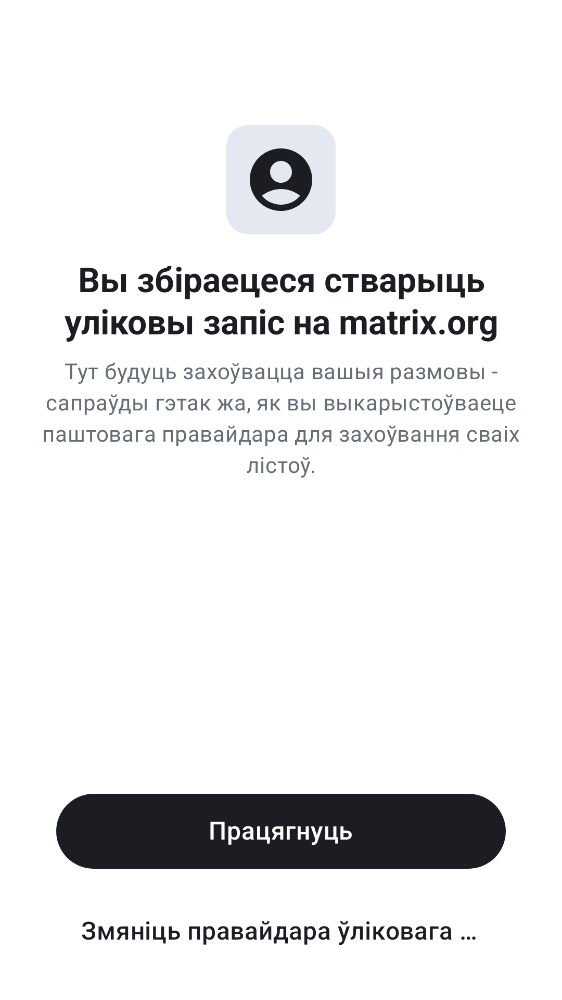 Вы збіраецеся стварыць
уліковы запіс на matrix.org
Тут будуць захоўвацца вашыя размовы -
сапраўды гэтак жа, як вы выкарыстоўваеце
паштовага правайдара для захоўвання сваіх
лістоў.
Працягнуць
Змяніць правайдара ўліковага ...